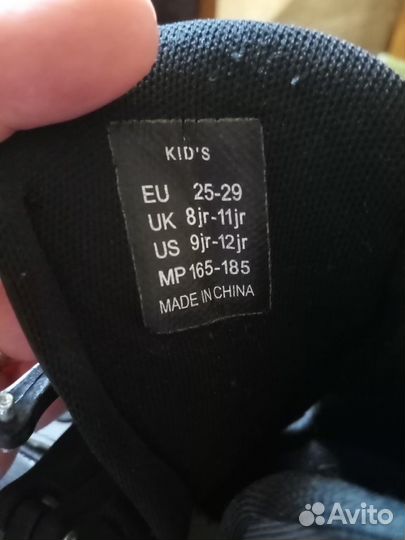 KID'S
EU 25-29
UK 8jr-11jr
US 9jr-12jr
MP 165-185
MADE IN CHINA
Avito